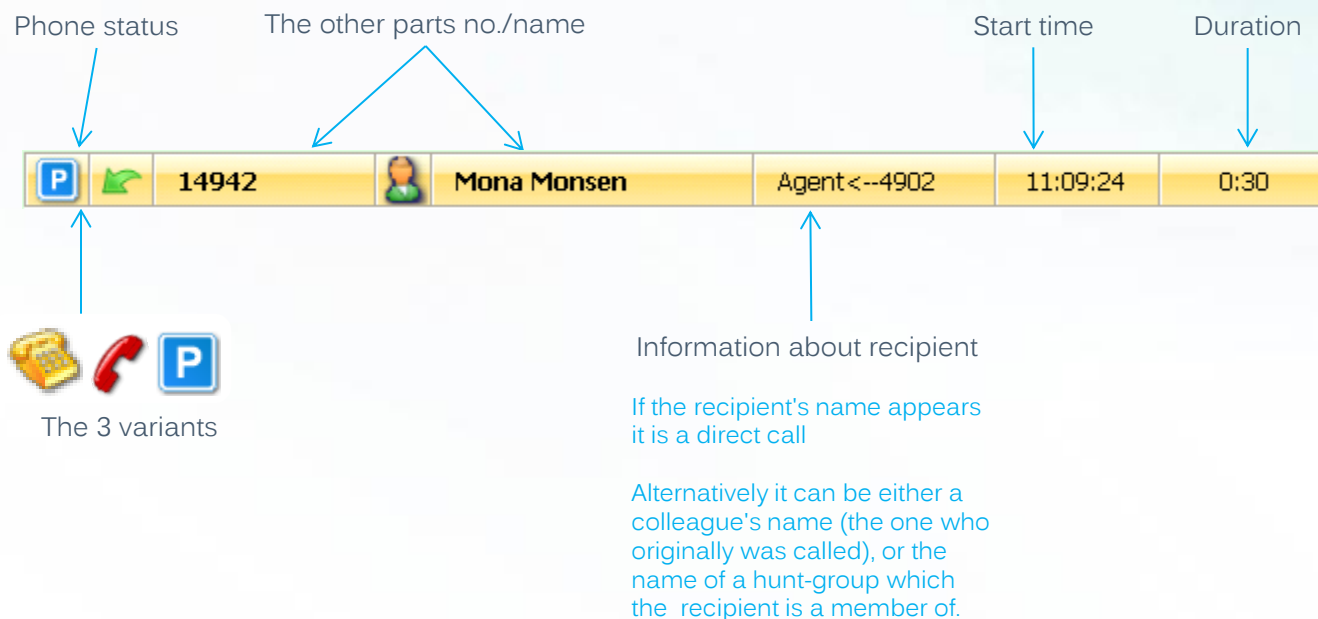 Phone status
The other parts no./name
Start time
Duration
P 14942 Mona Monsen Agent<--4902 11:09:24 0:30
P
The 3 variants
Information about recipient
If the recipient's name appears
it is a direct call
Alternatively it can be either a
colleague's name (the one who
originally was called), or the
name of a hunt-group which
the recipient is a member of.